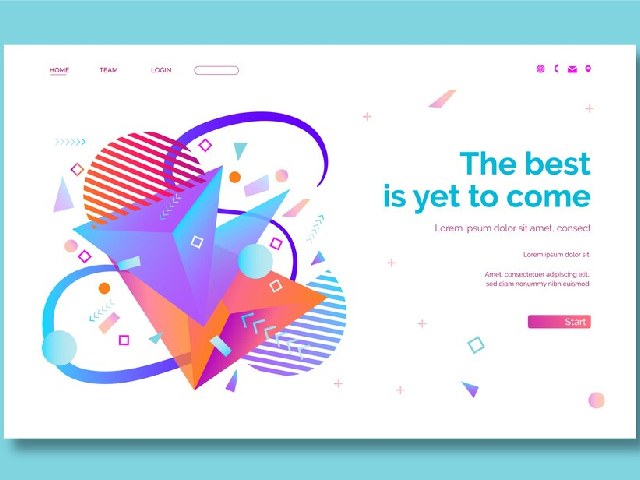 HOME TEAM LOGIN
The best
is yet to come
Lorem ipsum dolor sit amet, consect
Lorem ipsum dolor sit
Amet, consectetuer adipiscing elit,
sed diam nonummy nibh euismod
Start